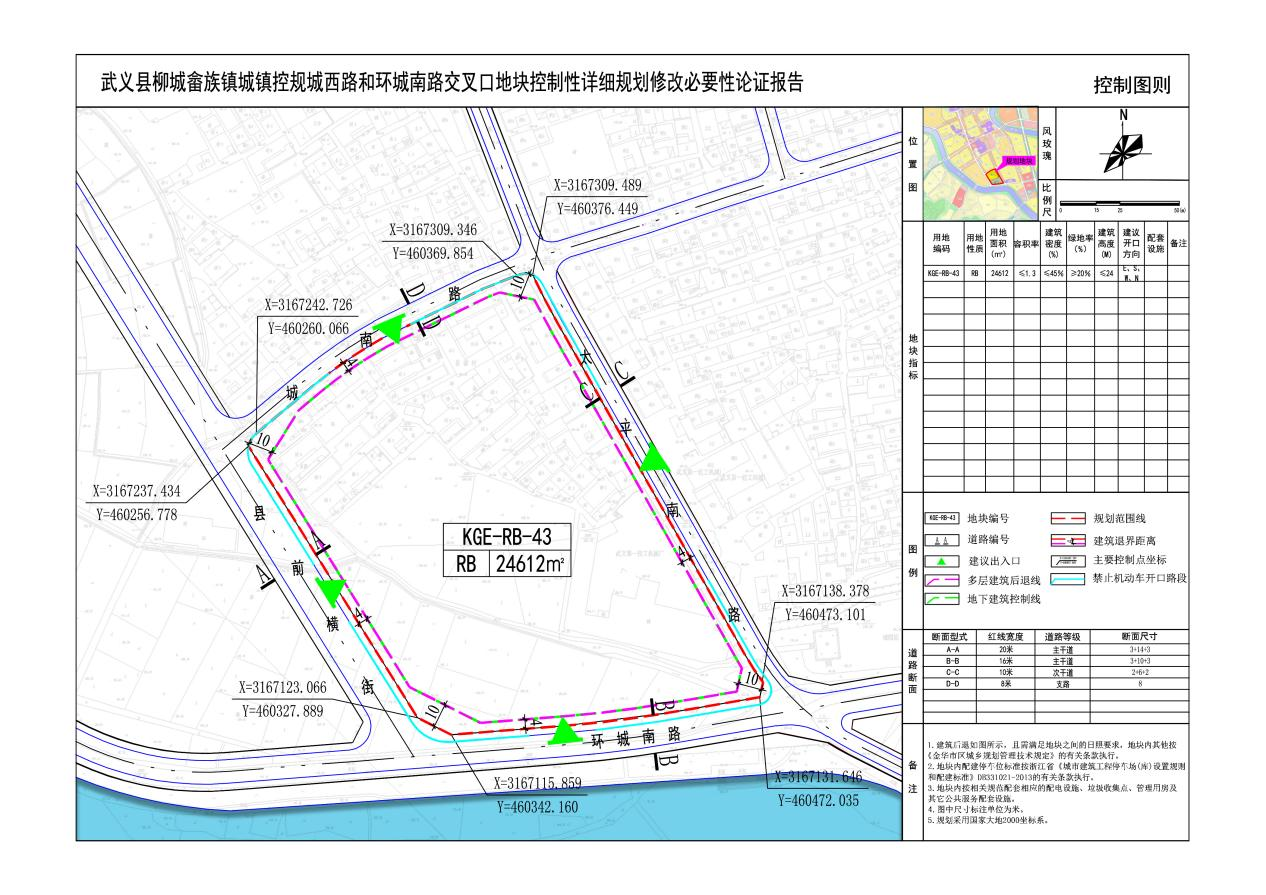 武义县柳城畲族镇城镇控规城西路和环城南路交叉口地块控制性详细规划修改必要性论证报告
控制图则
X=3167309.489
Y=460376.449
X=3167309.346
Y=460369.854
X=3167242.726
Y=460260.066
X=3167237.434
Y=460256.778
X=3167138.378
Y=460473.101
X=3167123.066
Y=460327.889
X=3167115.859
Y=460342.160
X=3167131.646
Y=460472.035
城南路
太平南路
县前横街
环城南路
A
A
B
B
C
C
D
D
10
10
10
10
4
4
4
4
KGE-RB-43
RB 24612m²
位置图
规划地块
风玫瑰
N
比例尺
0 15 25 50(m)
地块指标
用地编码 用地性质 用地面积(㎡) 容积率 建筑密度(%) 绿地率(%) 建筑高度(M) 建议开口方向 配套设施 备注
KGE-RB-43 RB 24612 ≤1.3 ≤45% ≥20% ≤24 E、S、W、N
图例
KGE-RB-43 地块编号
规划范围线
A A 道路编号
建筑退界距离
建议出入口
主要控制点坐标
多层建筑后退线
禁止机动车开口路段
地下建筑控制线
道路断面
断面型式 红线宽度 道路等级 断面尺寸
A-A 20米 主干道 3+14+3
B-B 16米 主干道 3+10+3
C-C 10米 次干道 2+6+2
D-D 8米 支路 8
备注
1.建筑后退如图所示，且需满足地块之间的日照要求，地块内其他按
《金华市区城乡规划管理技术规定》的有关条款执行。
2.地块内配建停车位标准按浙江省《城市建筑工程停车场(库)设置规则
和配建标准》DB331021-2013的有关条款执行。
3.地块内按相关规范配套相应的配电设施、垃圾收集点、管理用房及
其它公共服务配套设施。
4.图中尺寸标注单位为米。
5.规划采用国家大地2000坐标系。